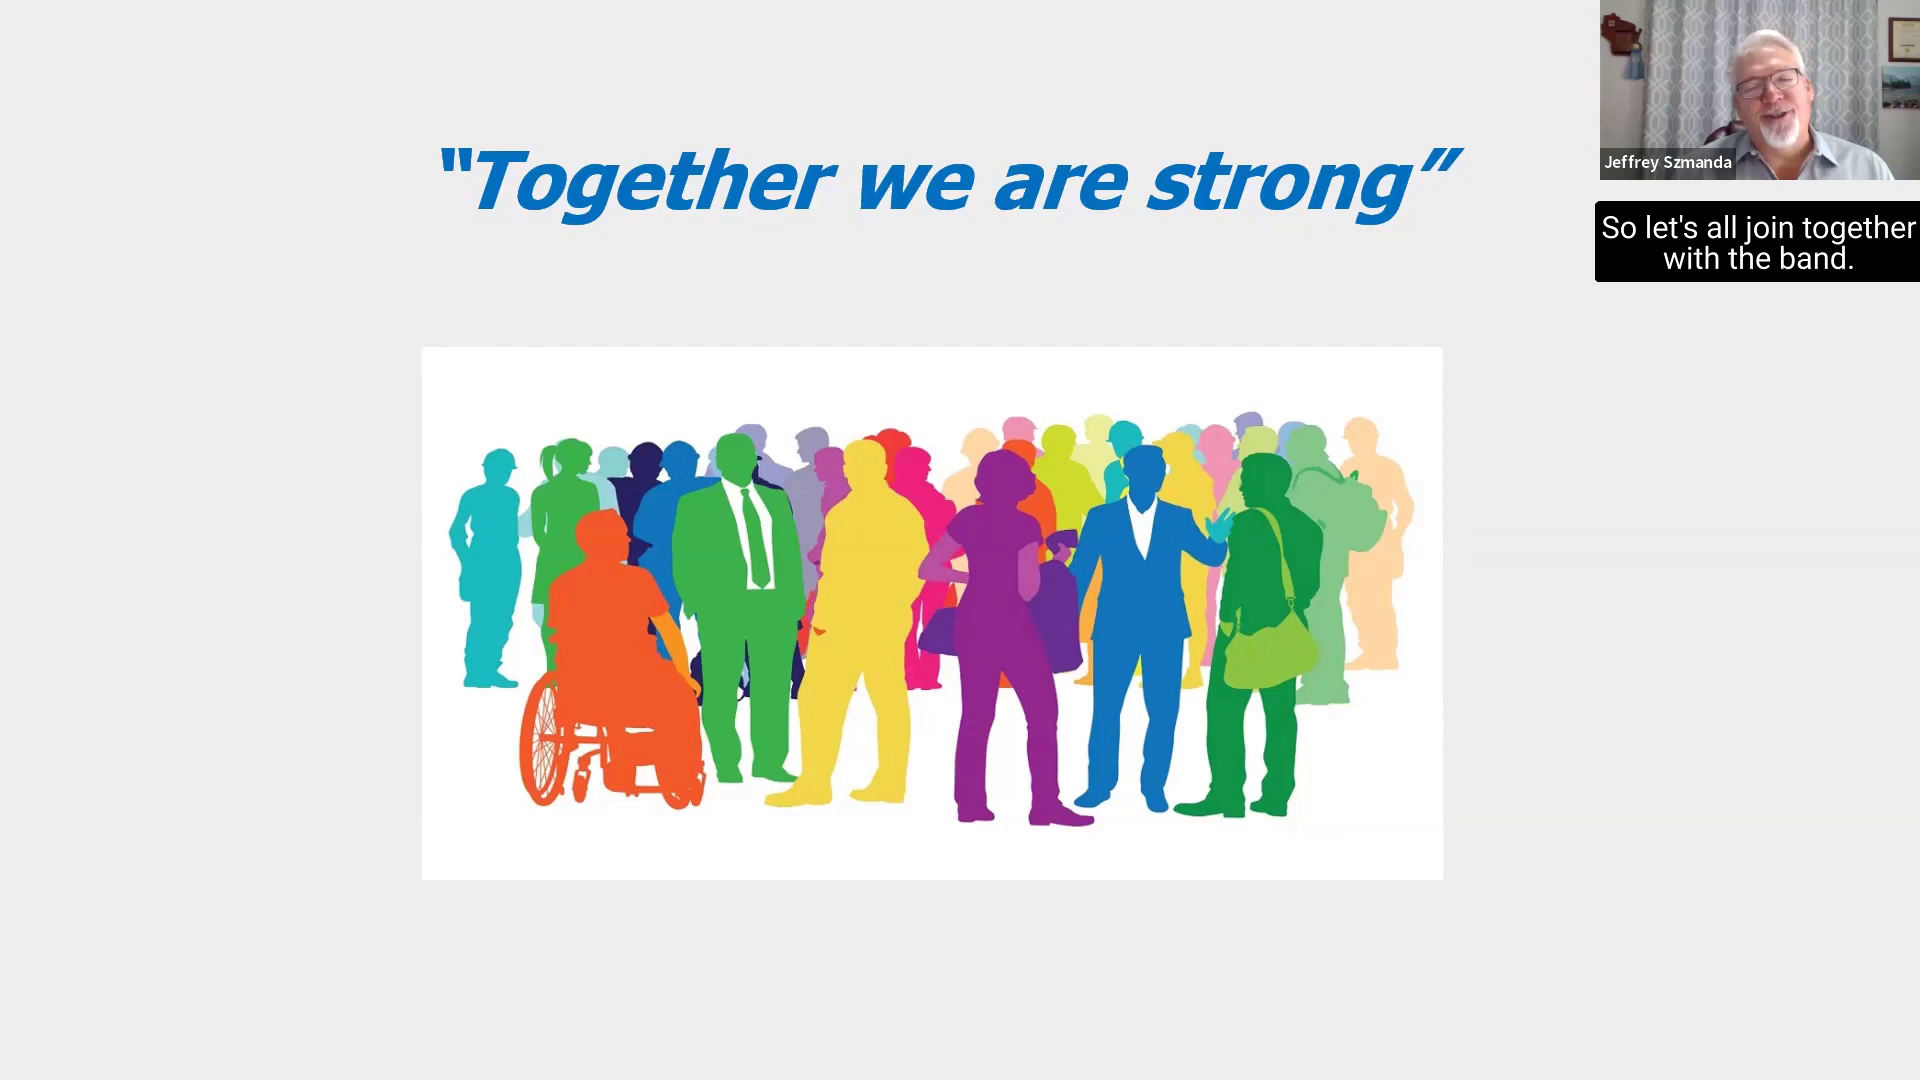 “Together we are strong”
Jeffrey Szmanda
So let's all join together
with the band.